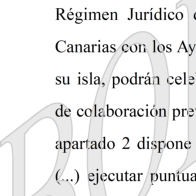 Régimen Jurídico
Canarias con los Ay
su isla, podrán cele
de colaboración pre
apartado 2 dispone
(...) ejecutar puntua